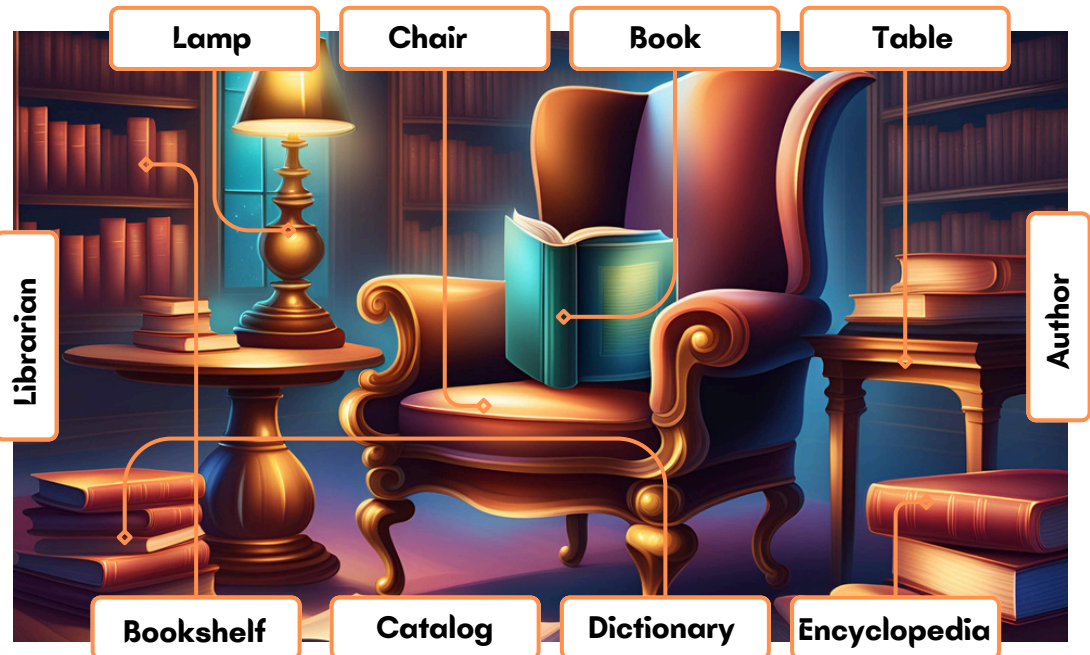 Lamp
Chair
Book
Table
Librarian
Author
Bookshelf
Catalog
Dictionary
Encyclopedia